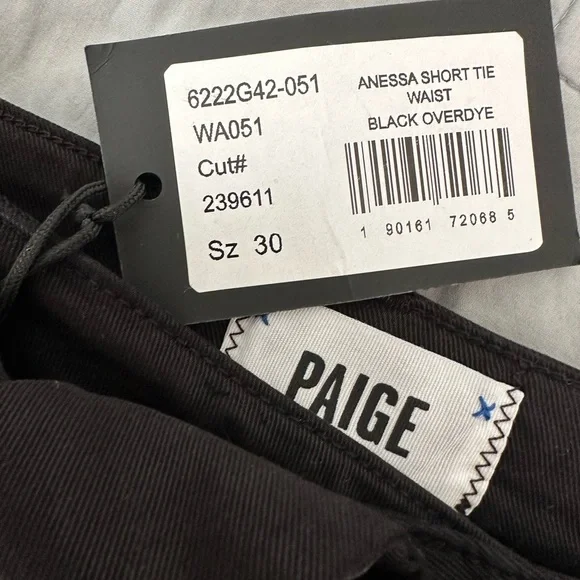 6222G42-051
WA051
Cut#
239611
Sz 30
ANESSA SHORT TIE
WAIST
BLACK OVERDYE
1 90161 72068 5
PAIGE